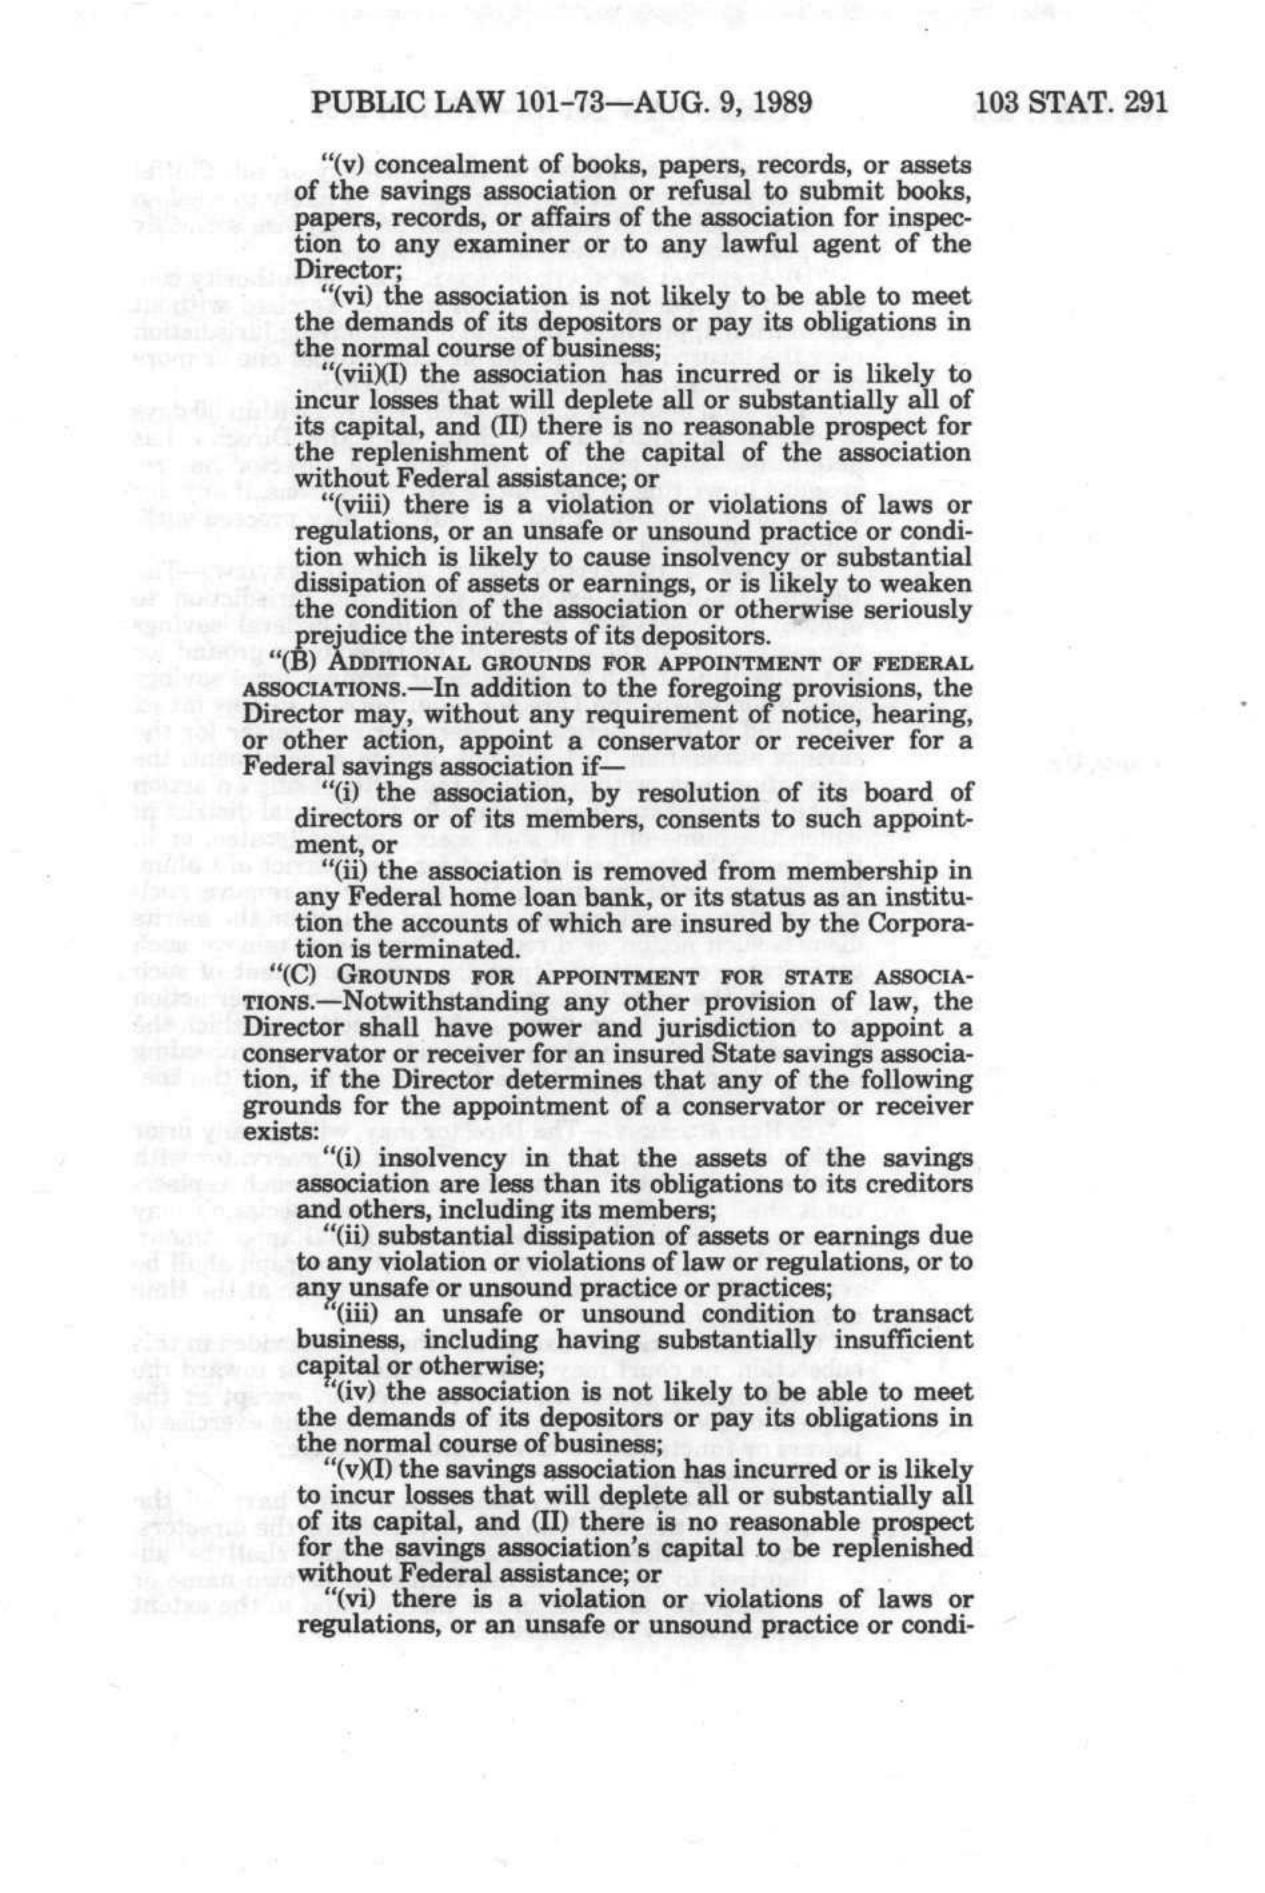 PUBLIC LAW 101-73—AUG. 9, 1989 103 STAT. 291
“(v) concealment of books, papers, records, or assets
of the savings association or refusal to submit books,
papers, records, or affairs of the association for inspec-
tion to any examiner or to any lawful agent of the
Director;
“(vi) the association is not likely to be able to meet
the demands of its depositors or pay its obligations in
the normal course of business;
“(vii)(I) the association has incurred or is likely to
incur losses that will deplete all or substantially all of
its capital, and (II) there is no reasonable prospect for
the replenishment of the capital of the association
without Federal assistance; or
“(viii) there is a violation or violations of laws or
regulations, or an unsafe or unsound practice or condi-
tion which is likely to cause insolvency or substantial
dissipation of assets or earnings, or is likely to weaken
the condition of the association or otherwise seriously
prejudice the interests of its depositors.
“(B) ADDITIONAL GROUNDS FOR APPOINTMENT OF FEDERAL
ASSOCIATIONS.—In addition to the foregoing provisions, the
Director may, without any requirement of notice, hearing,
or other action, appoint a conservator or receiver for a
Federal savings association if—
“(i) the association, by resolution of its board of
directors or of its members, consents to such appoint-
ment, or
“(ii) the association is removed from membership in
any Federal home loan bank, or its status as an institu-
tion the accounts of which are insured by the Corpora-
tion is terminated.
“(C) GROUNDS FOR APPOINTMENT FOR STATE ASSOCIA-
TIONS.—Notwithstanding any other provision of law, the
Director shall have power and jurisdiction to appoint a
conservator or receiver for an insured State savings associa-
tion, if the Director determines that any of the following
grounds for the appointment of a conservator or receiver
exists:
“(i) insolvency in that the assets of the savings
association are less than its obligations to its creditors
and others, including its members;
“(ii) substantial dissipation of assets or earnings due
to any violation or violations of law or regulations, or to
any unsafe or unsound practice or practices;
“(iii) an unsafe or unsound condition to transact
business, including having substantially insufficient
capital or otherwise;
“(iv) the association is not likely to be able to meet
the demands of its depositors or pay its obligations in
the normal course of business;
“(v)(I) the savings association has incurred or is likely
to incur losses that will deplete all or substantially all
of its capital, and (II) there is no reasonable prospect
for the savings association's capital to be replenished
without Federal assistance; or
“(vi) there is a violation or violations of laws or
regulations, or an unsafe or unsound practice or condi-